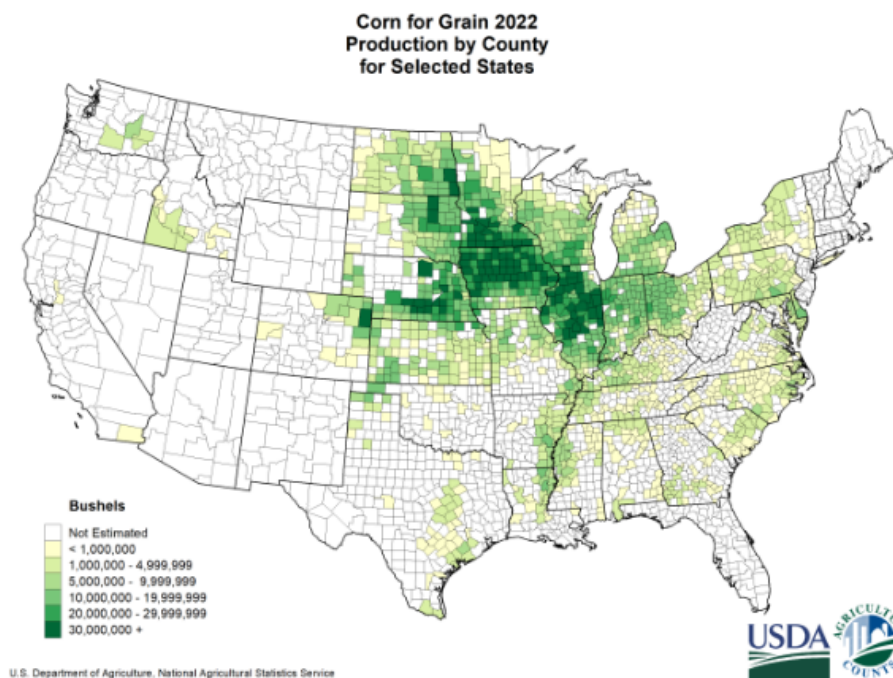 Corn for Grain 2022
Production by County
for Selected States
Bushels
Not Estimated
< 1,000,000
1,000,000 - 4,999,999
5,000,000 - 9,999,999
10,000,000 - 19,999,999
20,000,000 - 29,999,999
30,000,000 +
USDA
AGRICULTU
COUNTS
U.S. Department of Agriculture, National Agricultural Statistics Service